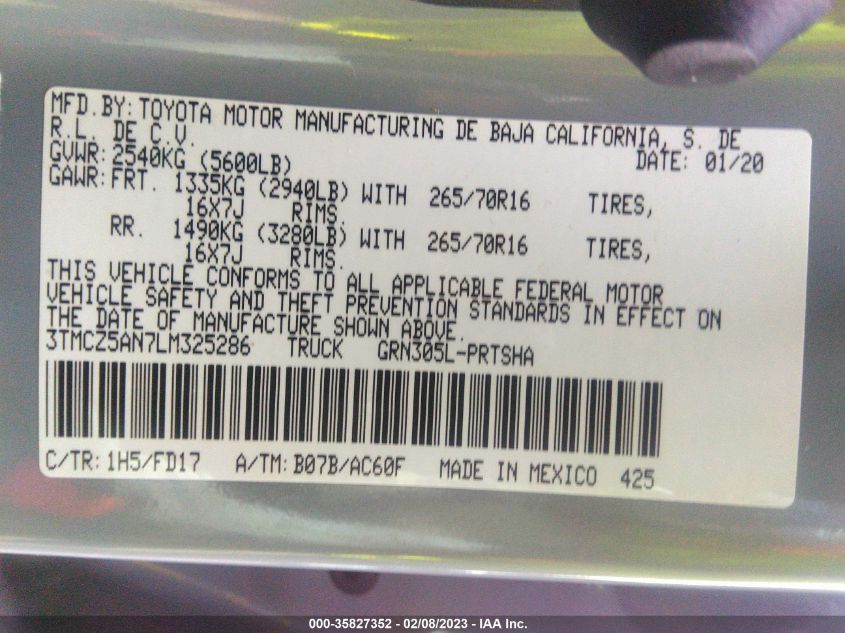 MFD.BY: TOYOTA MOTOR MANUFACTURING DE BAJA CALIFORNIA, S. DE
R.L. DE C.V. DATE: 01/20
GVWR: 2540KG (5600LB)
GAWR: FRT. 1335KG (2940LB) WITH 265/70R16 TIRES,
16X7J RIMS.
RR. 1490KG (3280LB) WITH 265/70R16 TIRES,
16X7J RIMS.
THIS VEHICLE CONFORMS TO ALL APPLICABLE FEDERAL MOTOR
VEHICLE SAFETY AND THEFT PREVENTION STANDARDS IN EFFECT ON
THE DATE OF MANUFACTURE SHOWN ABOVE.
3TMCZ5AN7LM325286 TRUCK GRN305L-PRTSHA
C/TR: 1H5/FD17 A/TM: B07B/AC60F MADE IN MEXICO 425
000-35827352 - 02/08/2023 - IAA Inc.